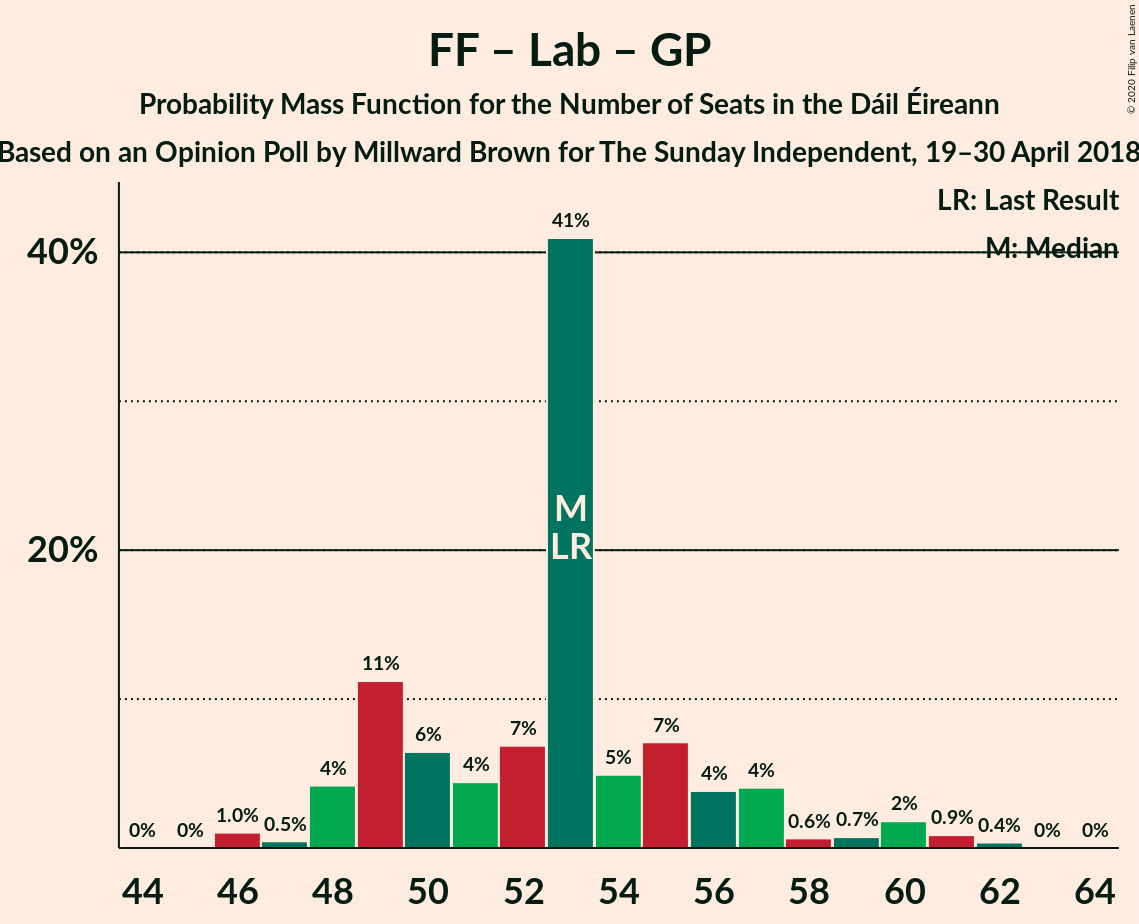 FF – Lab – GP
Probability Mass Function for the Number of Seats in the Dáil Éireann
Based on an Opinion Poll by Millward Brown for The Sunday Independent, 19–30 April 2018
© 2020 Filip van Laenen
LR: Last Result
M: Median
40%
20%
41%
M
LR
11%
7%
7%
6%
5%
4%
4%
4%
4%
2%
0%
0%
1.0%
0.5%
0.6%
0.7%
0.9%
0.4%
0%
0%
44 46 48 50 52 54 56 58 60 62 64